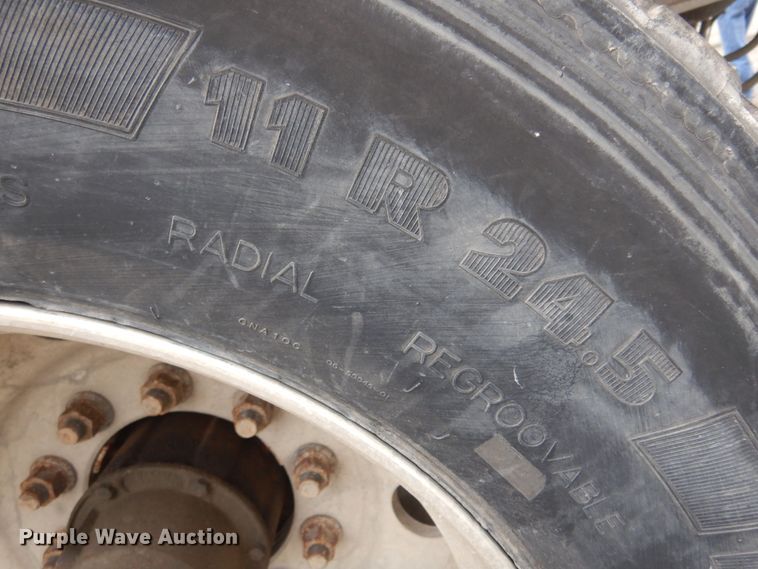 11 R 24.5
S
RADIAL
REGROOVABLE
Purple Wave Auction